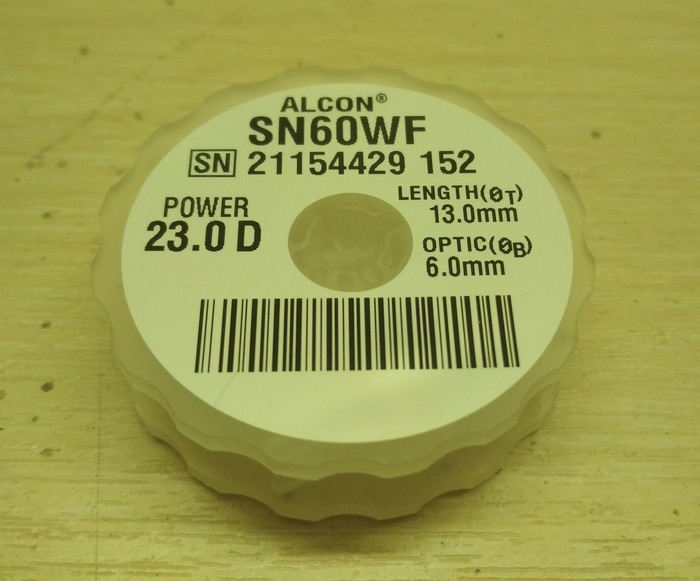 ALCON®
SN60WF
SN 21154429 152
POWER
23.0 D
LENGTH(ØT)
13.0mm
OPTIC(ØB)
6.0mm